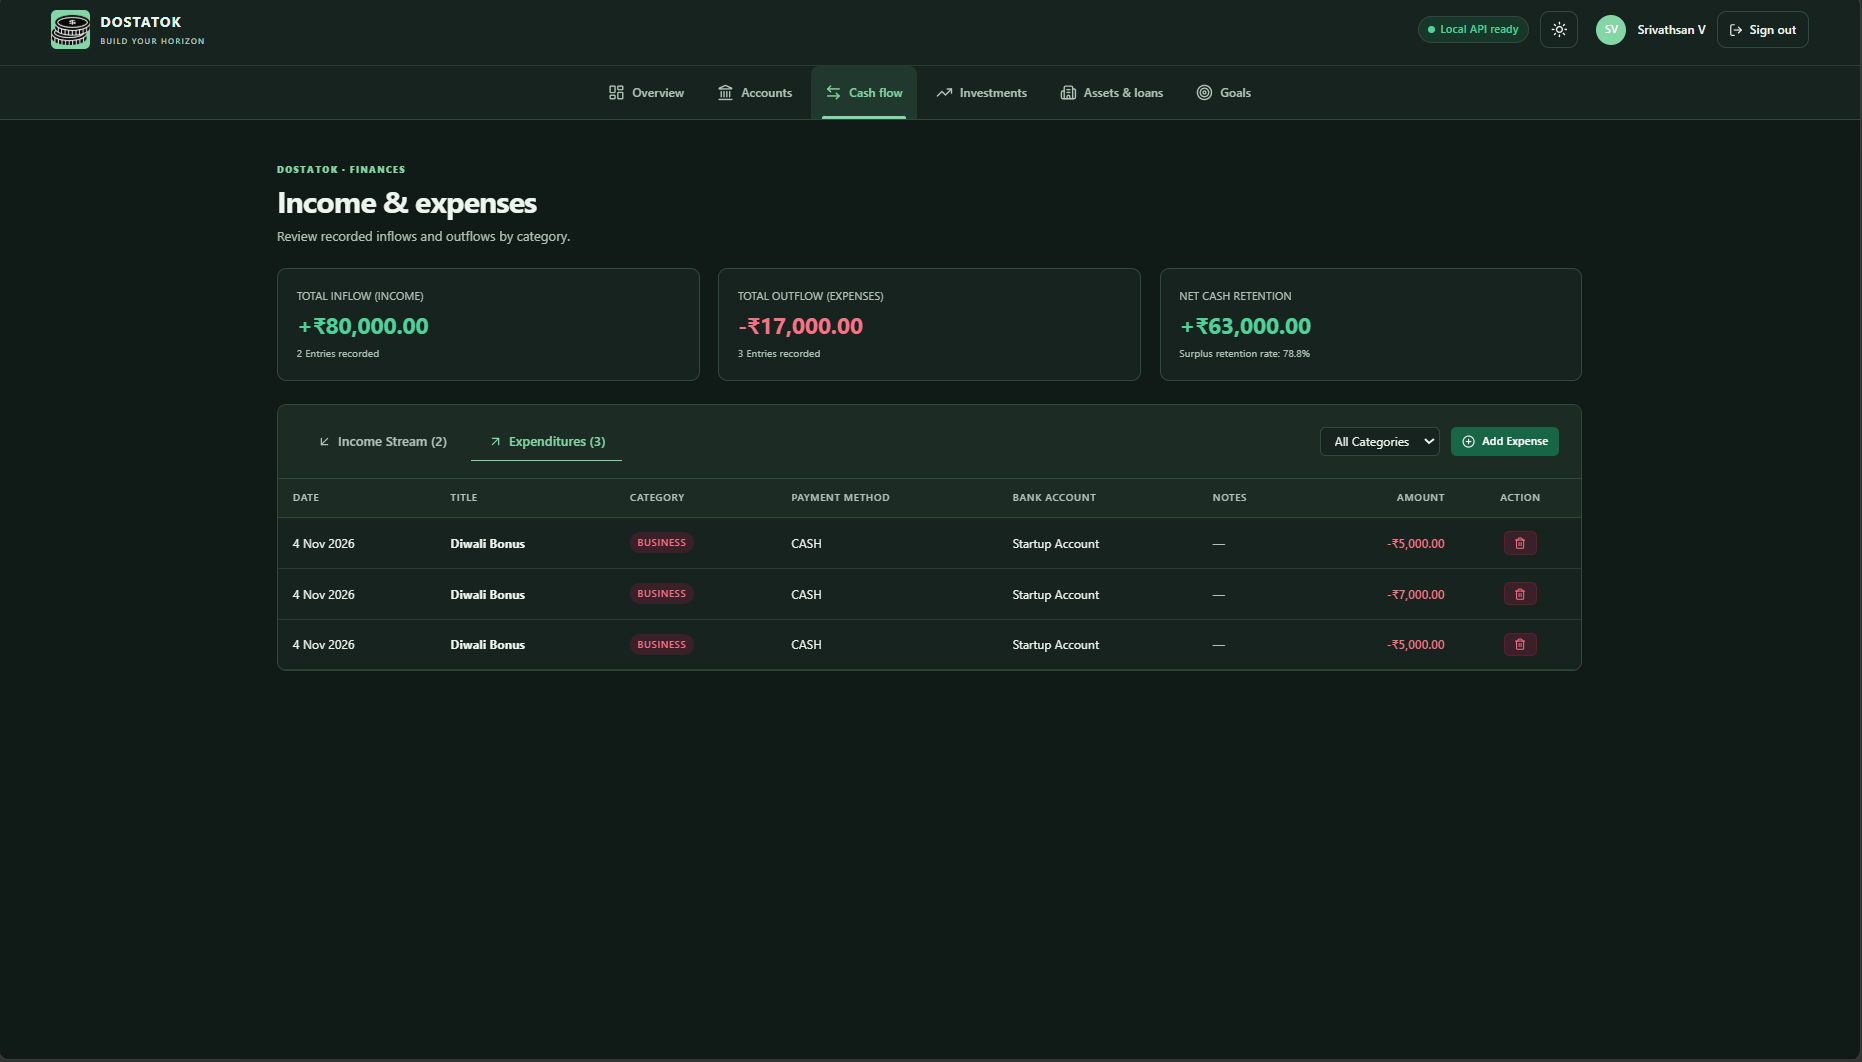 DOSTATOK
BUILD YOUR HORIZON
Local API ready
SV
Srivathsan V
Sign out
Overview
Accounts
Cash flow
Investments
Assets & loans
Goals
DOSTATOK · FINANCES
Income & expenses
Review recorded inflows and outflows by category.
TOTAL INFLOW (INCOME)
+₹80,000.00
2 Entries recorded
TOTAL OUTFLOW (EXPENSES)
-₹17,000.00
3 Entries recorded
NET CASH RETENTION
+₹63,000.00
Surplus retention rate: 78.8%
Income Stream (2)
Expenditures (3)
All Categories
Add Expense
DATE TITLE CATEGORY PAYMENT METHOD BANK ACCOUNT NOTES AMOUNT ACTION
4 Nov 2026 Diwali Bonus BUSINESS CASH Startup Account — -₹5,000.00
4 Nov 2026 Diwali Bonus BUSINESS CASH Startup Account — -₹7,000.00
4 Nov 2026 Diwali Bonus BUSINESS CASH Startup Account — -₹5,000.00